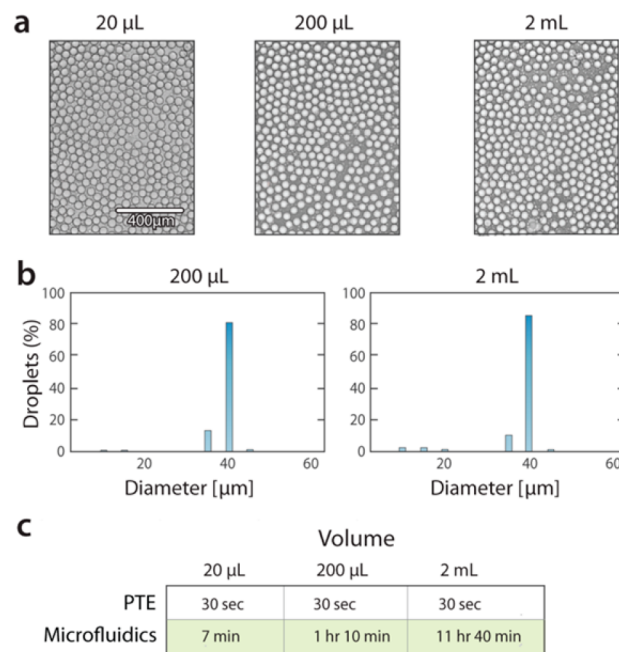 a
20 µL 200 µL 2 mL
400µm
b
200 µL 2 mL
Droplets (%)
100 100
80 80
60 60
40 40
20 20
0 0
20 40 60 20 40 60
Diameter [µm] Diameter [µm]
c
Volume
20 µL 200 µL 2 mL
PTE 30 sec 30 sec 30 sec
Microfluidics 7 min 1 hr 10 min 11 hr 40 min